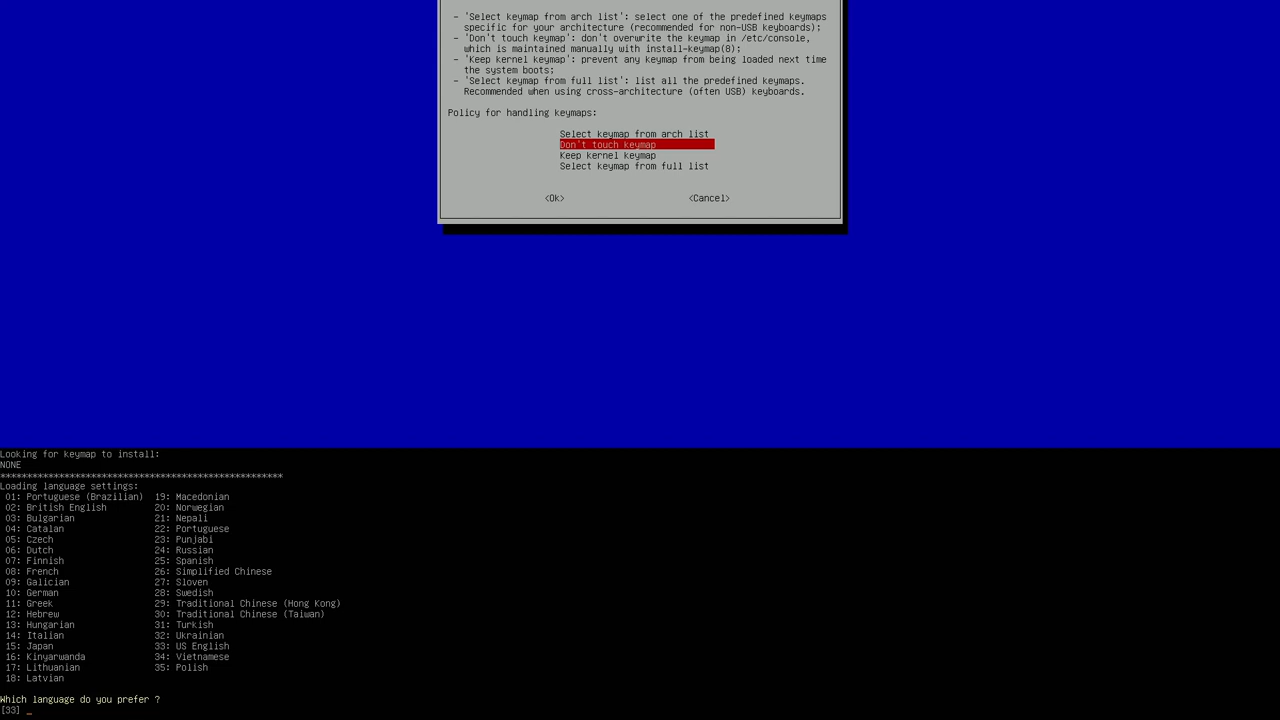 - 'Select keymap from arch list': select one of the predefined keymaps
specific for your architecture (recommended for non-USB keyboards);
- 'Don't touch keymap': don't overwrite the keymap in /etc/console,
which is maintained manually with install-keymap(8);
- 'Keep kernel keymap': prevent any keymap from being loaded next time
the system boots;
- 'Select keymap from full list': list all the predefined keymaps.
Recommended when using cross-architecture (often USB) keyboards.
Policy for handling keymaps:
Select keymap from arch list
Don't touch keymap
Keep kernel keymap
Select keymap from full list
<Ok> <Cancel>
Looking for keymap to install:
NONE
*****************************************************
Loading language settings:
01: Portuguese (Brazilian) 19: Macedonian
02: British English 20: Norwegian
03: Bulgarian 21: Nepali
04: Catalan 22: Portuguese
05: Czech 23: Punjabi
06: Dutch 24: Russian
07: Finnish 25: Spanish
08: French 26: Simplified Chinese
09: Galician 27: Sloven
10: German 28: Swedish
11: Greek 29: Traditional Chinese (Hong Kong)
12: Hebrew 30: Traditional Chinese (Taiwan)
13: Hungarian 31: Turkish
14: Italian 32: Ukrainian
15: Japan 33: US English
16: Kinyarwanda 34: Vietnamese
17: Lithuanian 35: Polish
18: Latvian
Which language do you prefer ?
[33] _